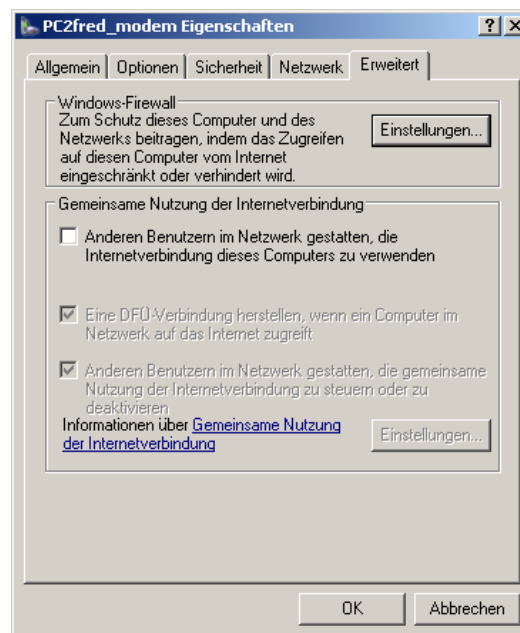 PC2fred_modem Eigenschaften
Allgemein Optionen Sicherheit Netzwerk Erweitert
Windows-Firewall
Zum Schutz dieses Computer und des
Netzwerks beitragen, indem das Zugreifen
auf diesen Computer vom Internet
eingeschränkt oder verhindert wird.
Einstellungen...
Gemeinsame Nutzung der Internetverbindung
Anderen Benutzern im Netzwerk gestatten, die
Internetverbindung dieses Computers zu verwenden
Eine DFÜ-Verbindung herstellen, wenn ein Computer im
Netzwerk auf das Internet zugreift
Anderen Benutzern im Netzwerk gestatten, die gemeinsame
Nutzung der Internetverbindung zu steuern oder zu
deaktivieren
Informationen über Gemeinsame Nutzung
der Internetverbindung
Einstellungen...
OK Abbrechen